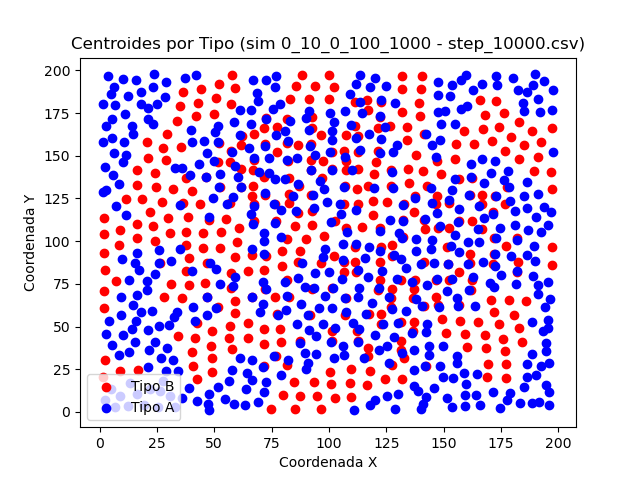 Centroides por Tipo (sim 0_10_0_100_1000 - step_10000.csv)
200
175
150
125
100
75
50
25
0
Coordenada Y
Tipo B
Tipo A
0 25 50 75 100 125 150 175 200
Coordenada X